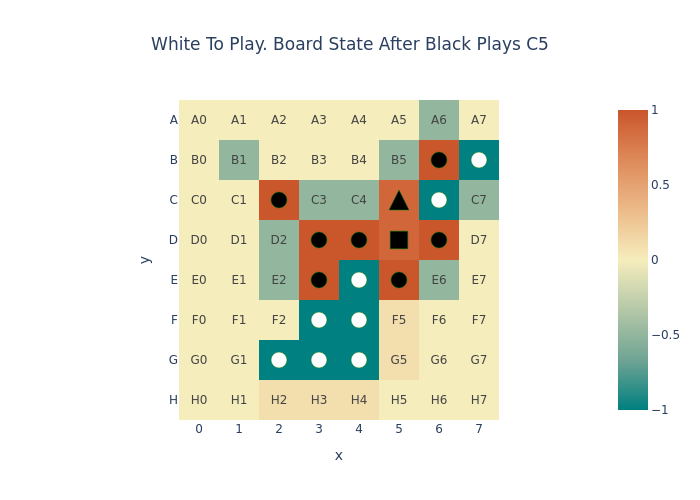 White To Play. Board State After Black Plays C5
A A0 A1 A2 A3 A4 A5 A6 A7
B B0 B1 B2 B3 B4 B5
C C0 C1 C3 C4 C7
D D0 D1 D2 D7
E E0 E1 E2 E6 E7
F F0 F1 F2 F5 F6 F7
G G0 G1 G5 G6 G7
H H0 H1 H2 H3 H4 H5 H6 H7
0 1 2 3 4 5 6 7
x
y
1
0.5
0
−0.5
−1